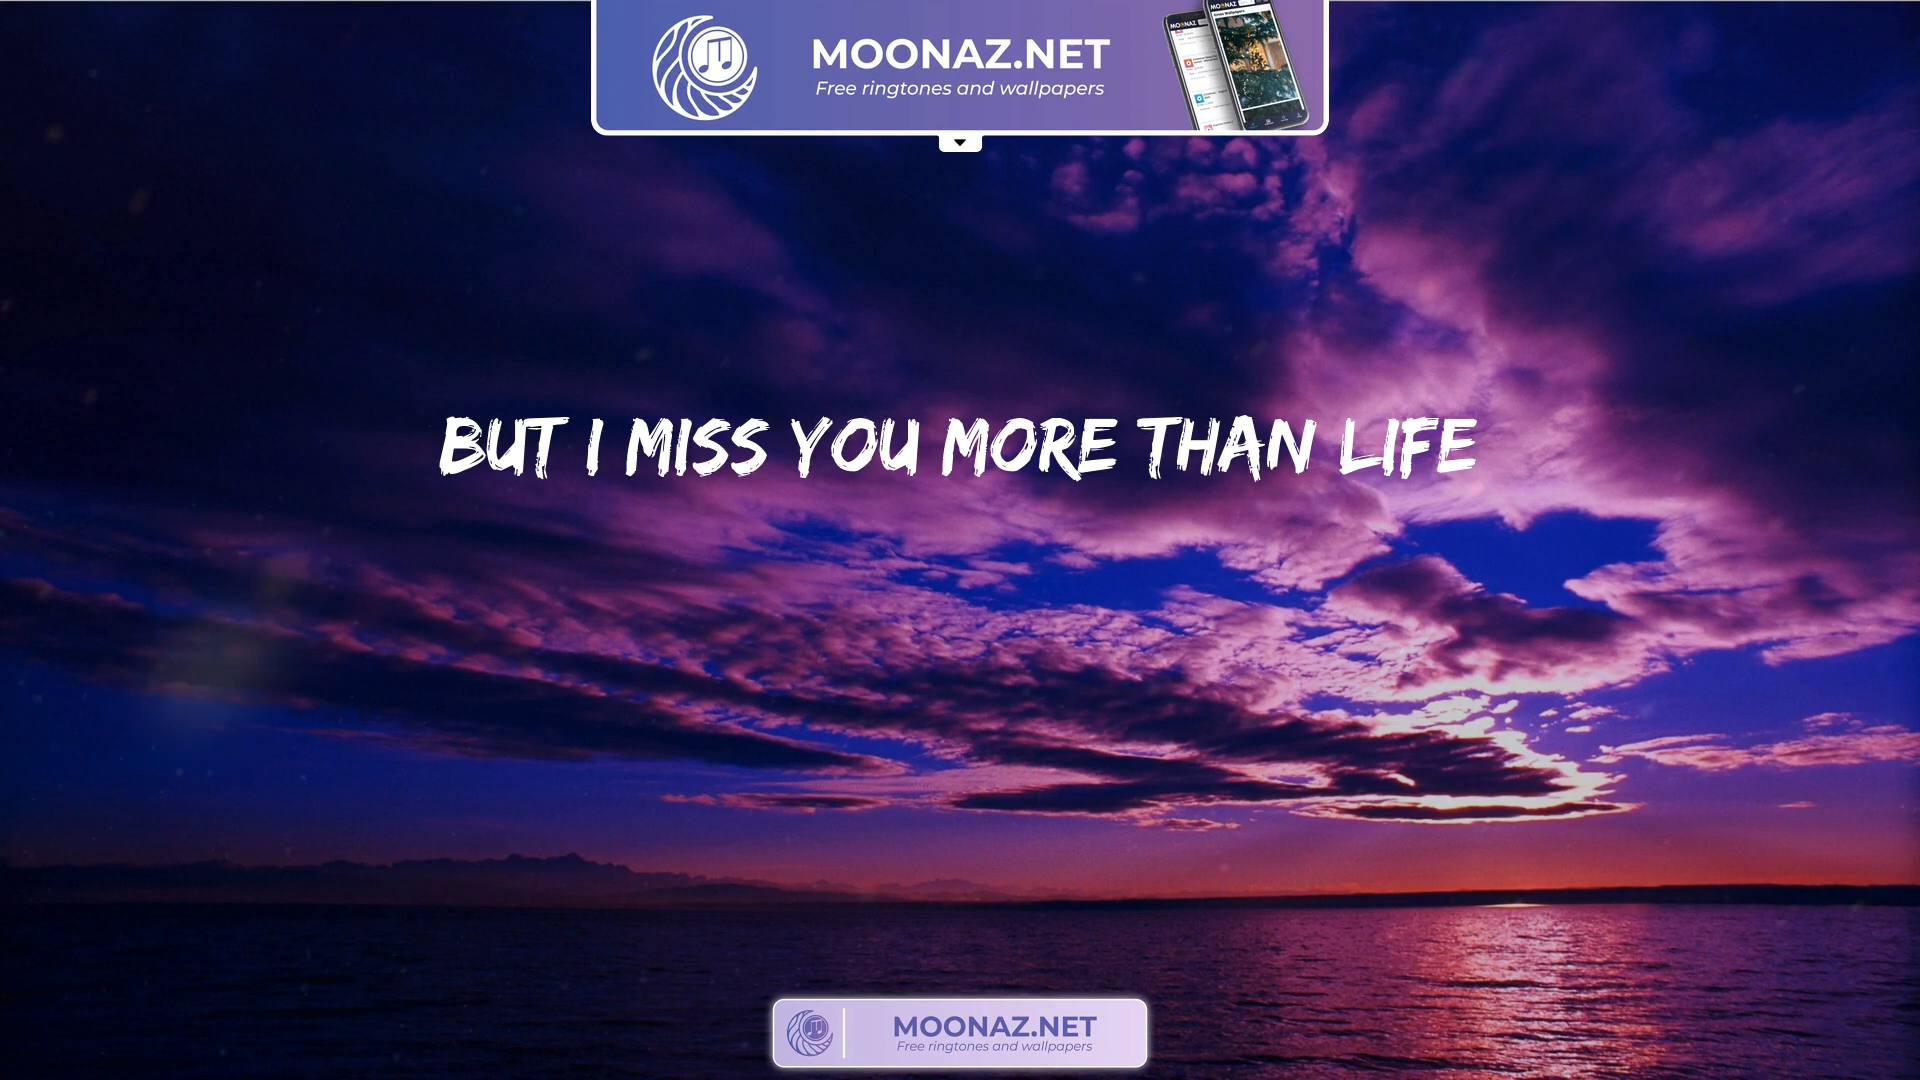 MOONAZ.NET
Free ringtones and wallpapers
BUT I MISS YOU MORE THAN LIFE
MOONAZ.NET
Free ringtones and wallpapers